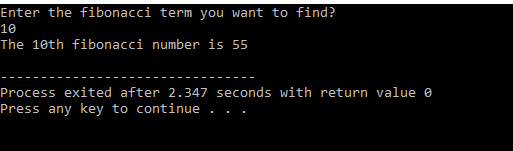 Enter the fibonacci term you want to find?
10
The 10th fibonacci number is 55
--------------------------------
Process exited after 2.347 seconds with return value 0
Press any key to continue . . .